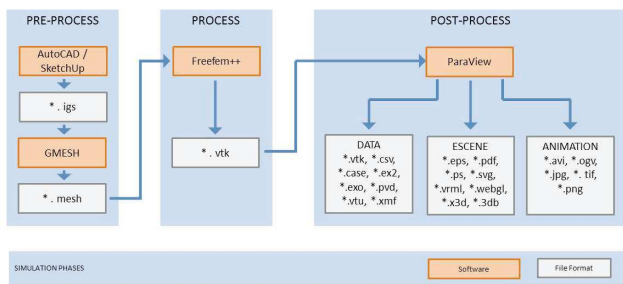 PRE-PROCESS
AutoCAD /
SketchUp
* . igs
GMESH
* . mesh
PROCESS
Freefem++
* . vtk
POST-PROCESS
ParaView
DATA
*.vtk, *.csv,
*.case, *.ex2,
*.exo, *.pvd,
*.vtu, *.xmf
ESCENE
*.eps, *.pdf,
*.ps, *.svg,
*.vrml, *.webgl,
*.x3d, *.3db
ANIMATION
*.avi, *.ogv,
*.jpg, *. tif,
*.png
SIMULATION PHASES
Software
File Format